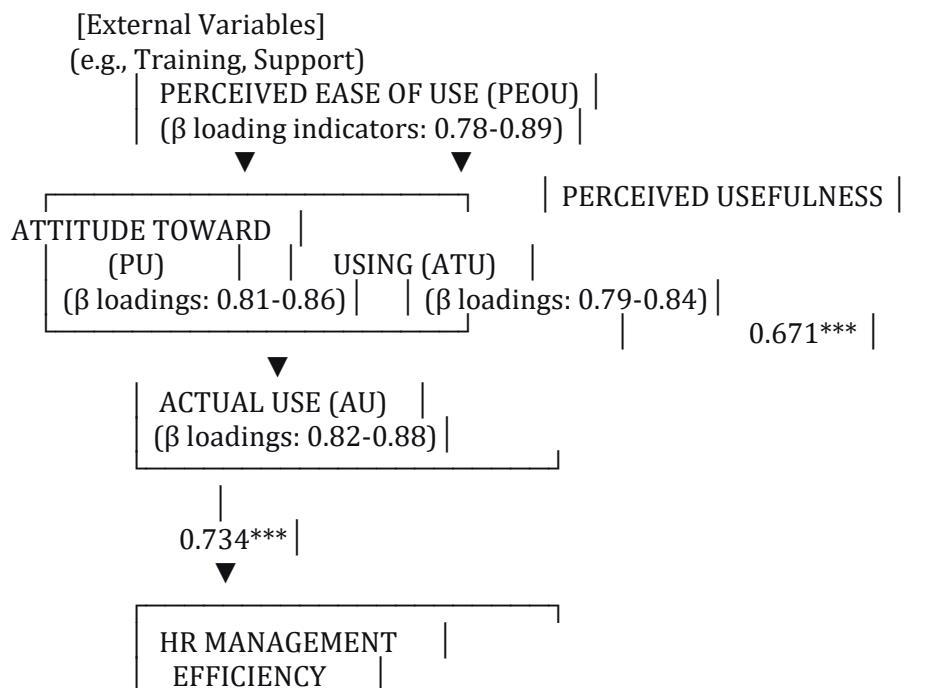 [External Variables]
(e.g., Training, Support)
│ PERCEIVED EASE OF USE (PEOU) │
│ (β loading indicators: 0.78-0.89) │
▼ ▼
┌─────────────────────────────┐ │ PERCEIVED USEFULNESS │
ATTITUDE TOWARD │
│ (PU) │ │ USING (ATU) │
│ (β loadings: 0.81-0.86) │ │ (β loadings: 0.79-0.84) │
└─────────────────────────────┘ │ 0.671*** │
▼
│ ACTUAL USE (AU) │
│ (β loadings: 0.82-0.88) │
└─────────────────────────────┘
│
0.734*** │
▼
┌─────────────────────────────┐
│ HR MANAGEMENT │
│ EFFICIENCY │